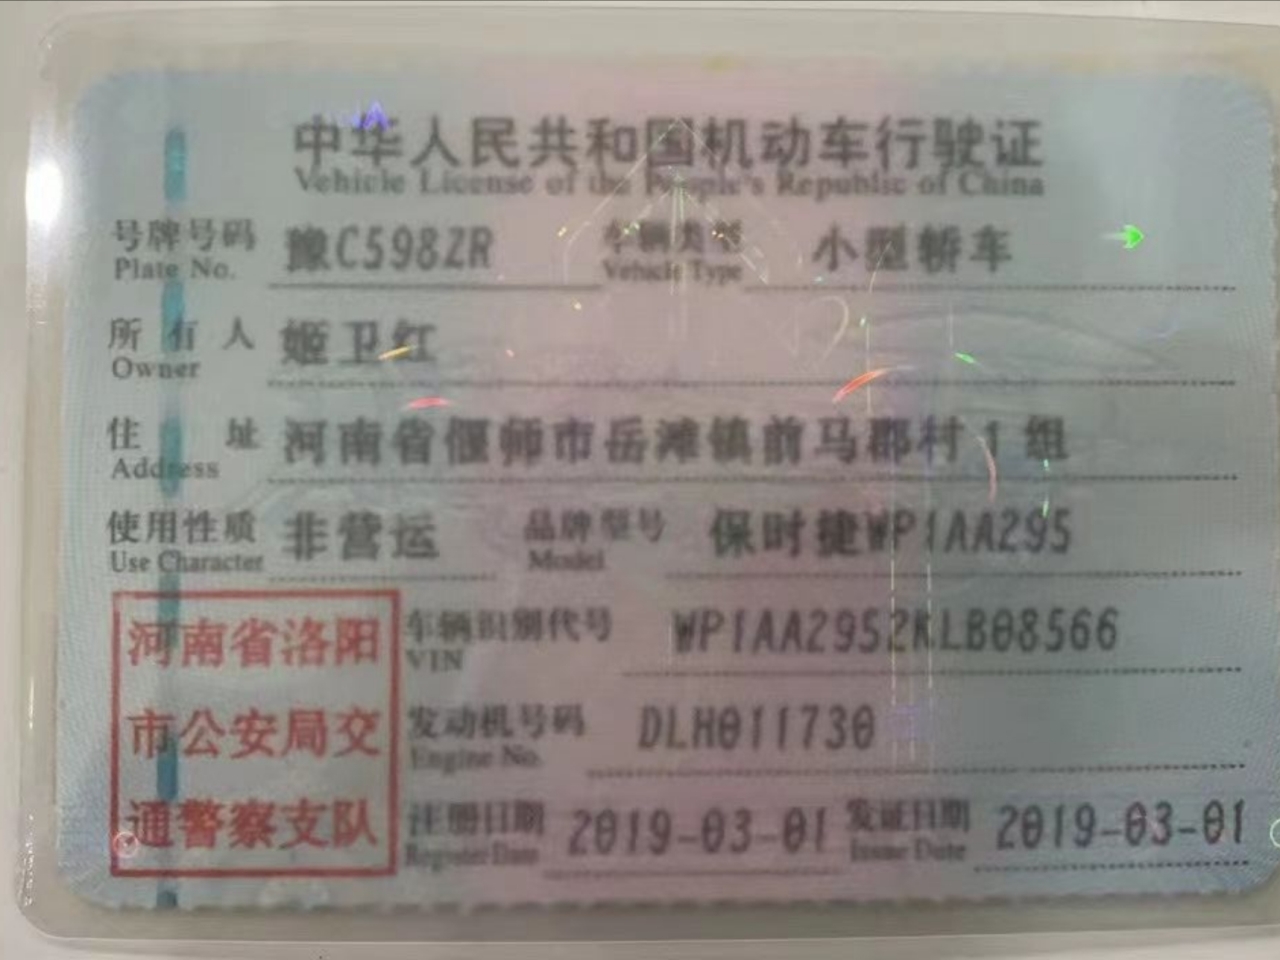 中华人民共和国机动车行驶证
Vehicle License of the People's Republic of China
号牌号码 豫C598ZR 车辆类型 小型轿车
Plate No. Vehicle Type
所有人 姬卫红
Owner
住址 河南省偃师市岳滩镇前马郡村1组
Address
使用性质 非营运 品牌型号 保时捷WP1AA295
Use Character Model
河南省洛阳 车辆识别代号 WP1AA2952KLB08566
VIN
市公安局交 发动机号码 DLH011730
Engine No.
通警察支队 注册日期 2019-03-01 发证日期 2019-03-01
Register Date Issue Date